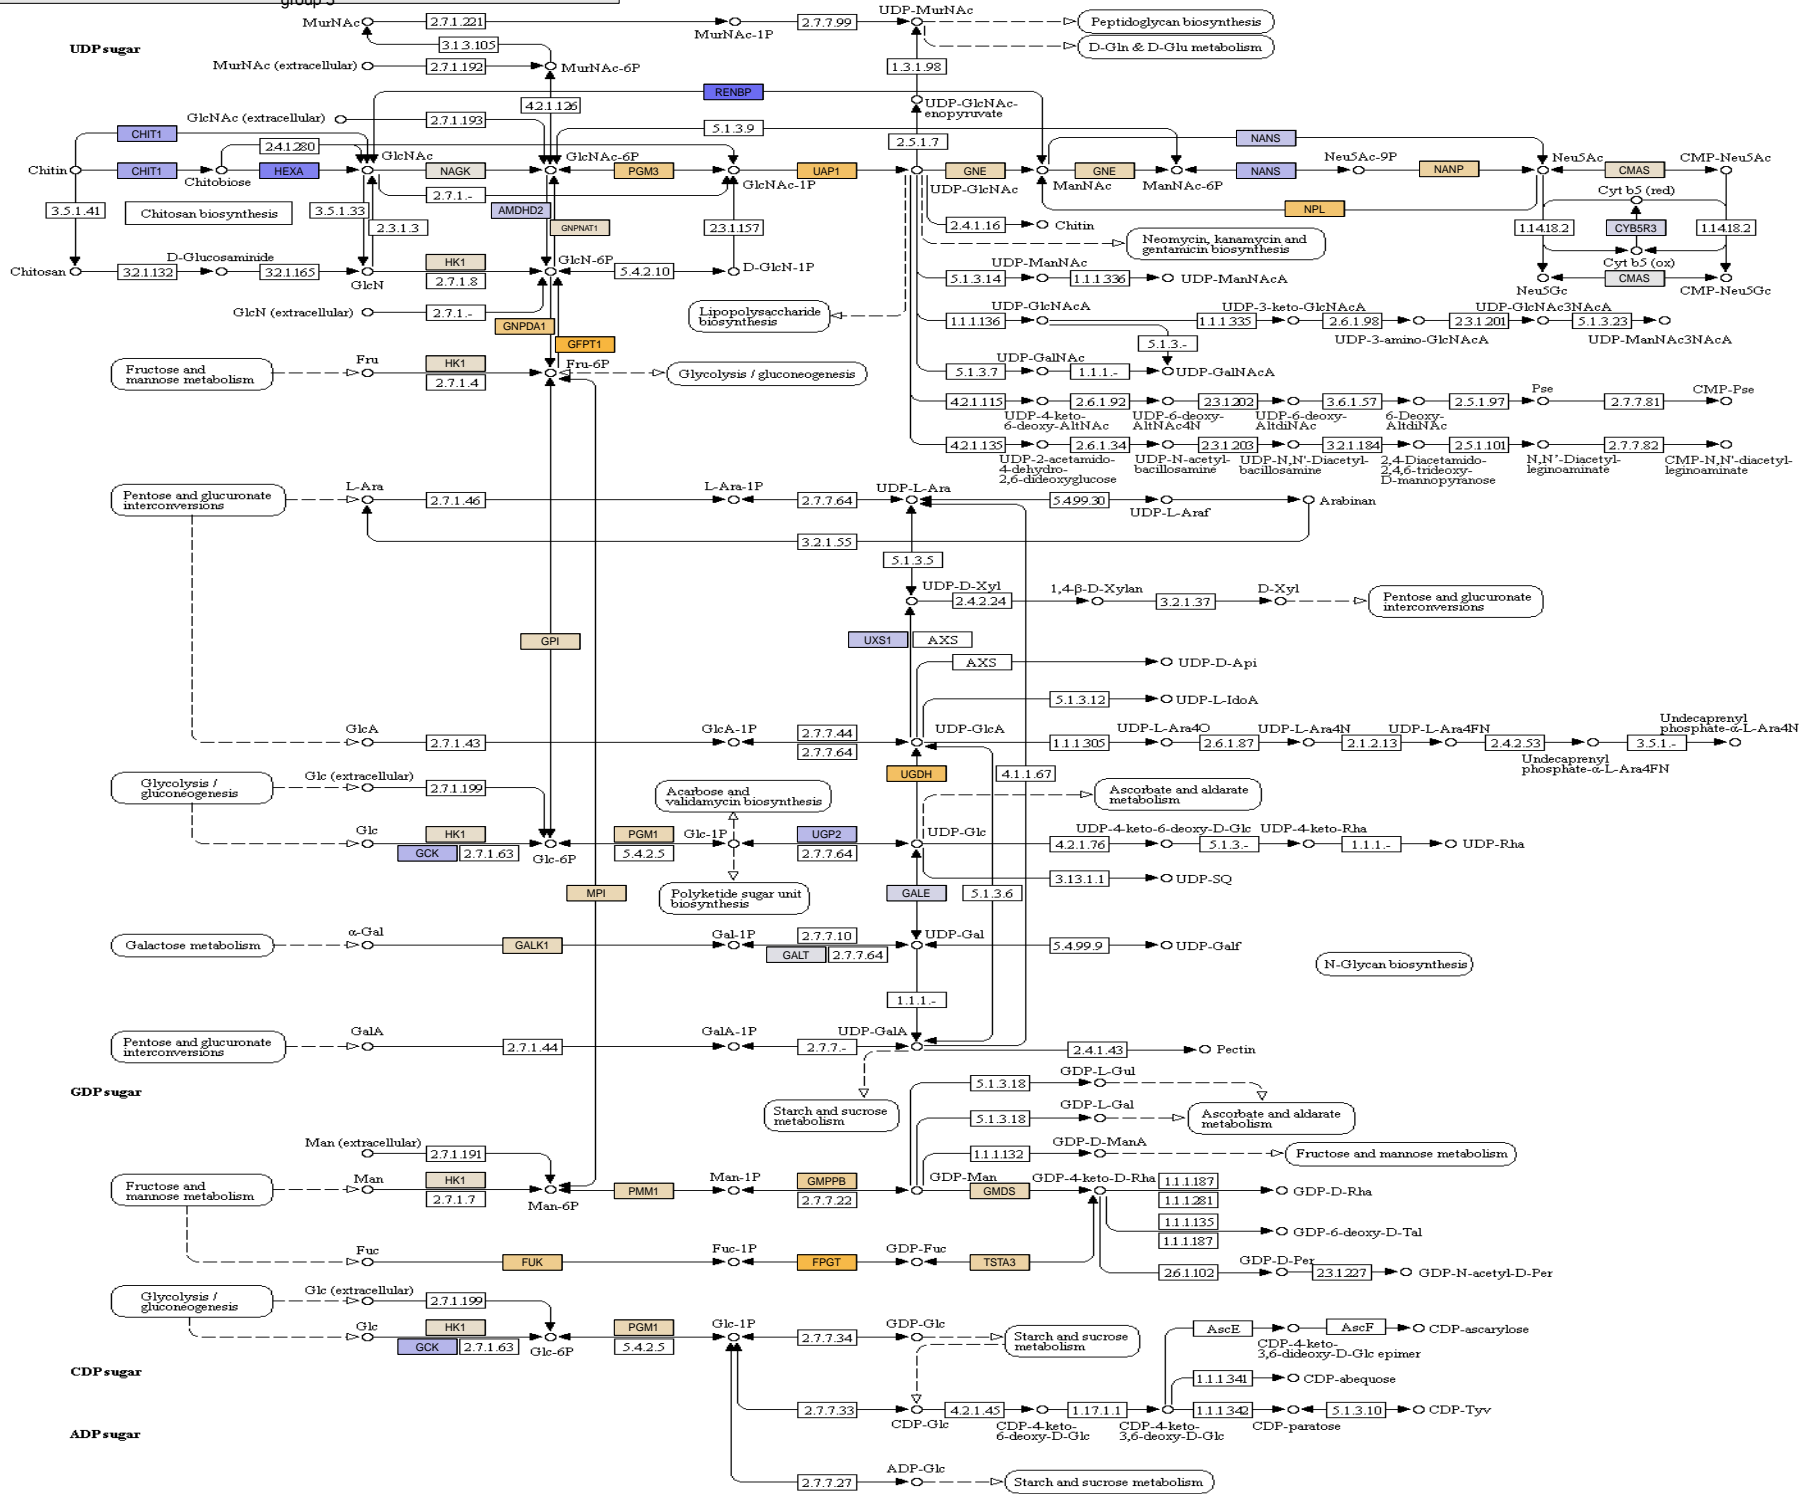 group 5
MurNAc
2.7.1.221
MurNAc-1P
2.7.7.99
UDP-MurNAc
Peptidoglycan biosynthesis
UDP sugar
3.1.3.105
D-Gln & D-Glu metabolism
MurNAc (extracellular)
2.7.1.192
MurNAc-6P
1.3.1.98
RENBP
4.2.1.126
UDP-GlcNAc-
enopyruvate
GlcNAc (extracellular)
2.7.1.193
5.1.3.9
CHIT1
2.4.1.280
2.5.1.7
NANS
GlcNAc
GlcNAc-6P
Neu5Ac-9P
Neu5Ac
CMP-Neu5Ac
Chitin
CHIT1
Chitobiose
HEXA
NAGK
PGM3
GlcNAc-1P
UAP1
UDP-GlcNAc
GNE
ManNAc
GNE
ManNAc-6P
NANS
NANP
CMAS
Cyt b5 (red)
2.7.1.-
3.5.1.41
Chitosan biosynthesis
3.5.1.33
2.3.1.3
AMDHD2
GNPNAT1
2.3.1.157
NPL
2.4.1.16
Chitin
1.14.18.2
CYB5R3
1.14.18.2
Neomycin, kanamycin and
gentamicin biosynthesis
Cyt b5 (ox)
Chitosan
3.2.1.132
D-Glucosaminide
3.2.1.165
GlcN
HK1
2.7.1.8
GlcN-6P
5.4.2.10
D-GlcN-1P
UDP-ManNAc
5.1.3.14
1.1.1.336
UDP-ManNAcA
Neu5Gc
CMAS
CMP-Neu5Gc
GlcN (extracellular)
2.7.1.-
GNPDA1
Lipopolysaccharide
biosynthesis
UDP-GlcNAcA
UDP-3-keto-GlcNAcA
UDP-GlcNAc3NAcA
1.1.1.136
1.1.1.335
2.6.1.98
2.3.1.201
5.1.3.23
UDP-3-amino-GlcNAcA
UDP-ManNAc3NAcA
GFPT1
5.1.3.-
Fructose and
mannose metabolism
Fru
HK1
2.7.1.4
Fru-6P
Glycolysis / gluconeogenesis
UDP-GalNAc
5.1.3.7
1.1.1.-
UDP-GalNAcA
4.2.1.115
2.6.1.92
2.3.1.202
3.6.1.57
2.5.1.97
Pse
2.7.7.81
CMP-Pse
UDP-4-keto-
6-deoxy-AltNAc
UDP-6-deoxy-
AltNAc4N
UDP-6-deoxy-
AltdiNAc
6-Deoxy-
AltdiNAc
4.2.1.135
2.6.1.34
2.3.1.203
3.2.1.184
2.5.1.101
2.7.7.82
UDP-2-acetamido-
4-dehydro-
2,6-dideoxyglucose
UDP-N-acetyl-
bacillosamine
UDP-N,N'-Diacetyl-
bacillosamine
2,4-Diacetamido-
2,4,6-trideoxy-
D-mannopyranose
N,N'-Diacetyl-
leginoaminate
CMP-N,N'-diacetyl-
leginoaminate
Pentose and glucuronate
interconversions
L-Ara
2.7.1.46
L-Ara-1P
2.7.7.64
UDP-L-Ara
5.4.99.30
UDP-L-Araf
Arabinan
3.2.1.55
5.1.3.5
UDP-D-Xyl
2.4.2.24
1,4-β-D-Xylan
3.2.1.37
D-Xyl
Pentose and glucuronate
interconversions
GPI
UXS1
AXS
AXS
UDP-D-Api
5.1.3.12
UDP-L-IdoA
GlcA
2.7.1.43
GlcA-1P
2.7.7.44
2.7.7.64
UDP-GlcA
1.1.1.305
UDP-L-Ara4O
2.6.1.87
UDP-L-Ara4N
2.1.2.13
UDP-L-Ara4FN
2.4.2.53
Undecaprenyl
phosphate-α-L-Ara4FN
3.5.1.-
Undecaprenyl
phosphate-α-L-Ara4N
Glycolysis /
gluconeogenesis
Glc (extracellular)
2.7.1.199
UGDH
4.1.1.67
Acarbose and
validamycin biosynthesis
Ascorbate and aldarate
metabolism
Glc
HK1
GCK
2.7.1.63
Glc-6P
PGM1
5.4.2.5
Glc-1P
UGP2
2.7.7.64
UDP-Glc
UDP-4-keto-6-deoxy-D-Glc
UDP-4-keto-Rha
4.2.1.76
5.1.3.-
1.1.1.-
UDP-Rha
3.13.1.1
UDP-SQ
MPI
Polyketide sugar unit
biosynthesis
GALE
5.1.3.6
Galactose metabolism
α-Gal
GALK1
Gal-1P
2.7.7.10
GALT
2.7.7.64
UDP-Gal
5.4.99.9
UDP-Galf
N-Glycan biosynthesis
1.1.1.-
Pentose and glucuronate
interconversions
GalA
2.7.1.44
GalA-1P
2.7.7.-
UDP-GalA
2.4.1.43
Pectin
GDP sugar
5.1.3.18
GDP-L-Gul
Starch and sucrose
metabolism
5.1.3.18
GDP-L-Gal
Ascorbate and aldarate
metabolism
Man (extracellular)
2.7.1.191
1.1.1.132
GDP-D-ManA
Fructose and mannose metabolism
Fructose and
mannose metabolism
Man
HK1
2.7.1.7
Man-6P
PMM1
Man-1P
GMPPB
2.7.7.22
GDP-Man
GMDS
GDP-4-keto-D-Rha
1.1.1.187
1.1.1.281
GDP-D-Rha
1.1.1.135
1.1.1.187
GDP-6-deoxy-D-Tal
Fuc
FUK
Fuc-1P
FPGT
GDP-Fuc
TSTA3
2.6.1.102
GDP-D-Per
2.3.1.227
GDP-N-acetyl-D-Per
Glycolysis /
gluconeogenesis
Glc (extracellular)
2.7.1.199
Glc
HK1
GCK
2.7.1.63
Glc-6P
PGM1
5.4.2.5
Glc-1P
2.7.7.34
GDP-Glc
Starch and sucrose
metabolism
AscE
AscF
CDP-ascarylose
CDP-4-keto-
3,6-dideoxy-D-Glc epimer
CDP sugar
1.1.1.341
CDP-abequose
2.7.7.33
CDP-Glc
4.2.1.45
CDP-4-keto-
6-deoxy-D-Glc
1.17.1.1
CDP-4-keto-
3,6-deoxy-D-Glc
1.1.1.342
CDP-paratose
5.1.3.10
CDP-Tyv
ADP sugar
2.7.7.27
ADP-Glc
Starch and sucrose metabolism